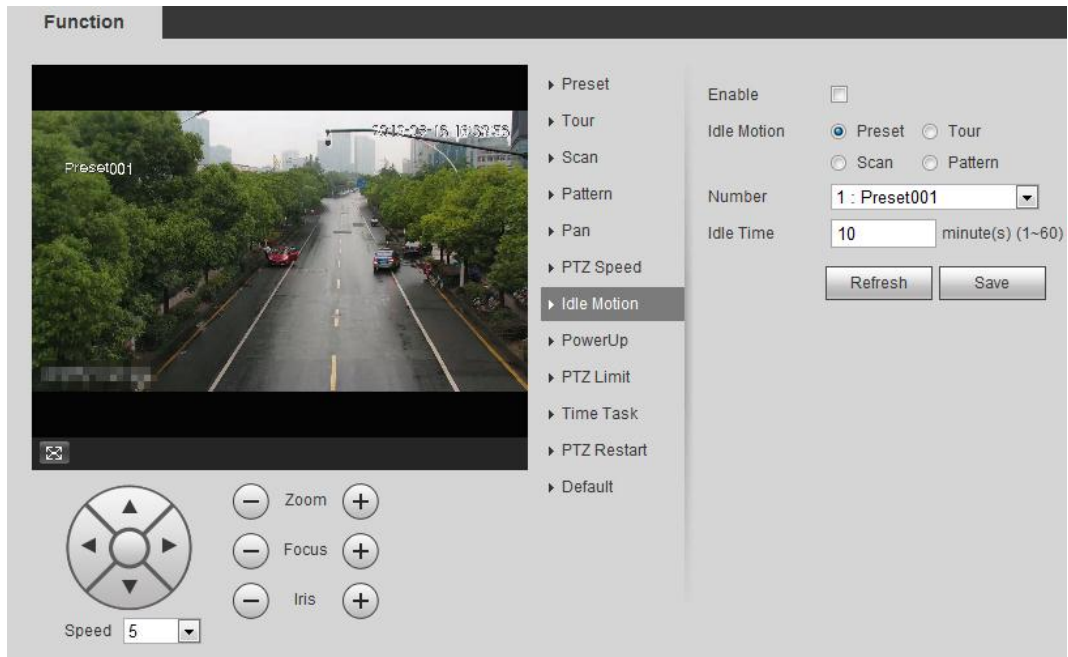 Function
Preset001
Preset
Tour
Scan
Pattern
Pan
PTZ Speed
Idle Motion
PowerUp
PTZ Limit
Time Task
PTZ Restart
Default
Enable
Idle Motion
Preset Tour
Scan Pattern
Number 1 : Preset001
Idle Time 10 minute(s) (1~60)
Refresh Save
Zoom
Focus
Iris
Speed 5